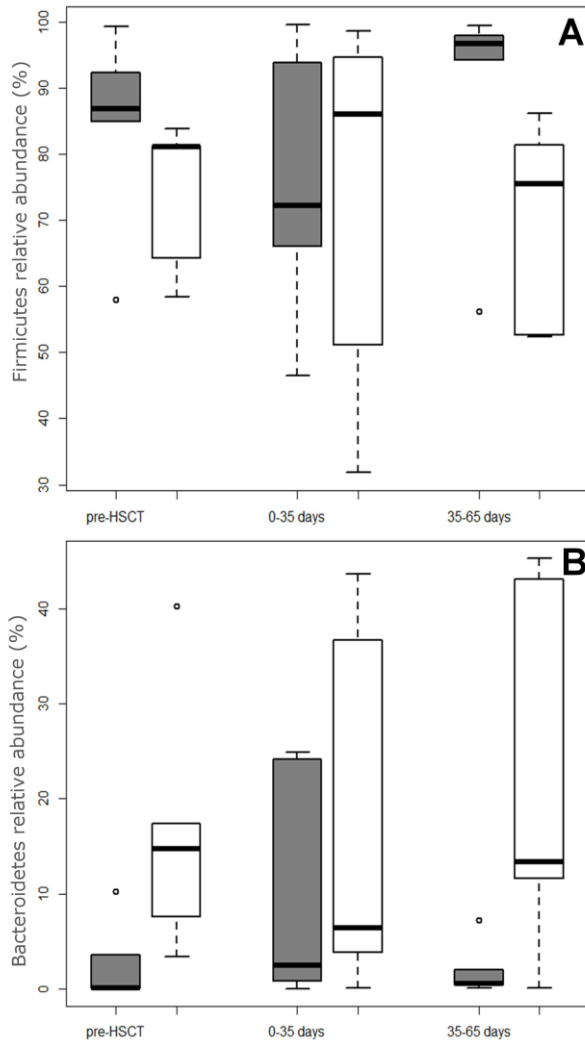 A
Firmicutes relative abundance (%)
100
90
80
70
60
50
40
30
pre-HSCT
0-35 days
35-65 days
B
Bacteroidetes relative abundance (%)
40
30
20
10
0
pre-HSCT
0-35 days
35-65 days